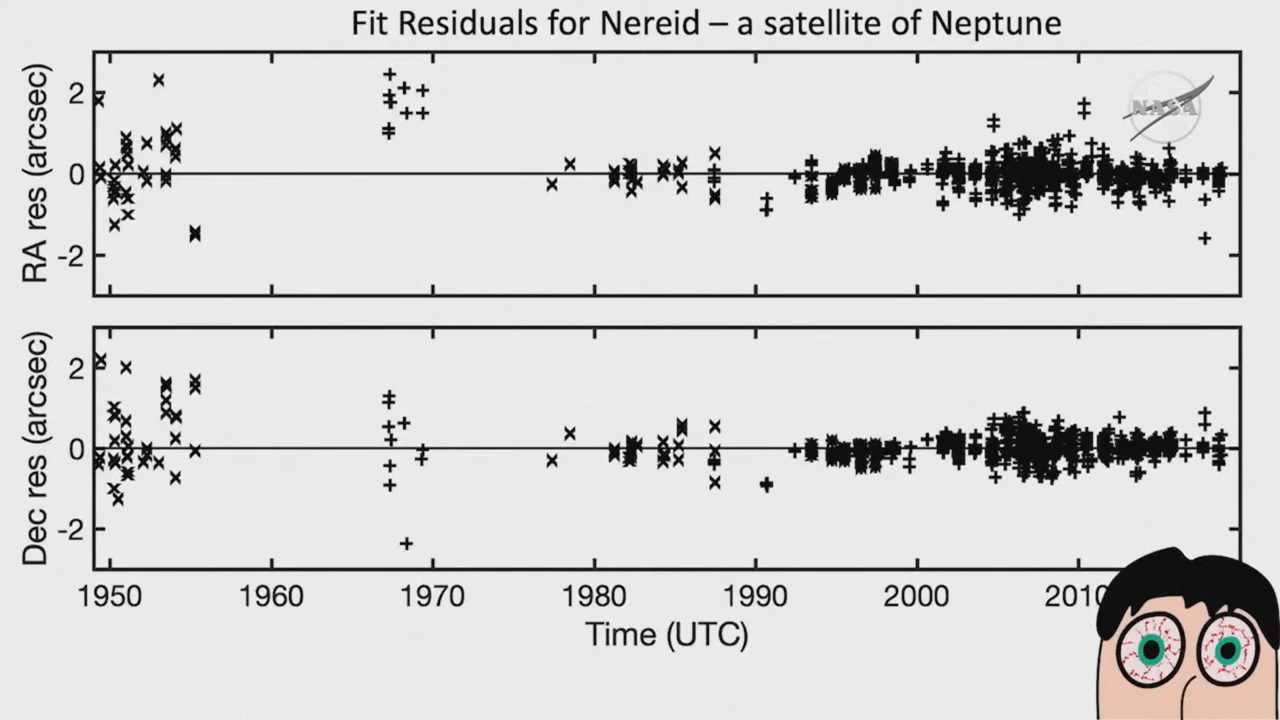 Fit Residuals for Nereid – a satellite of Neptune
RA res (arcsec)
2
0
-2
NASA
Dec res (arcsec)
2
0
-2
1950 1960 1970 1980 1990 2000 2010
Time (UTC)